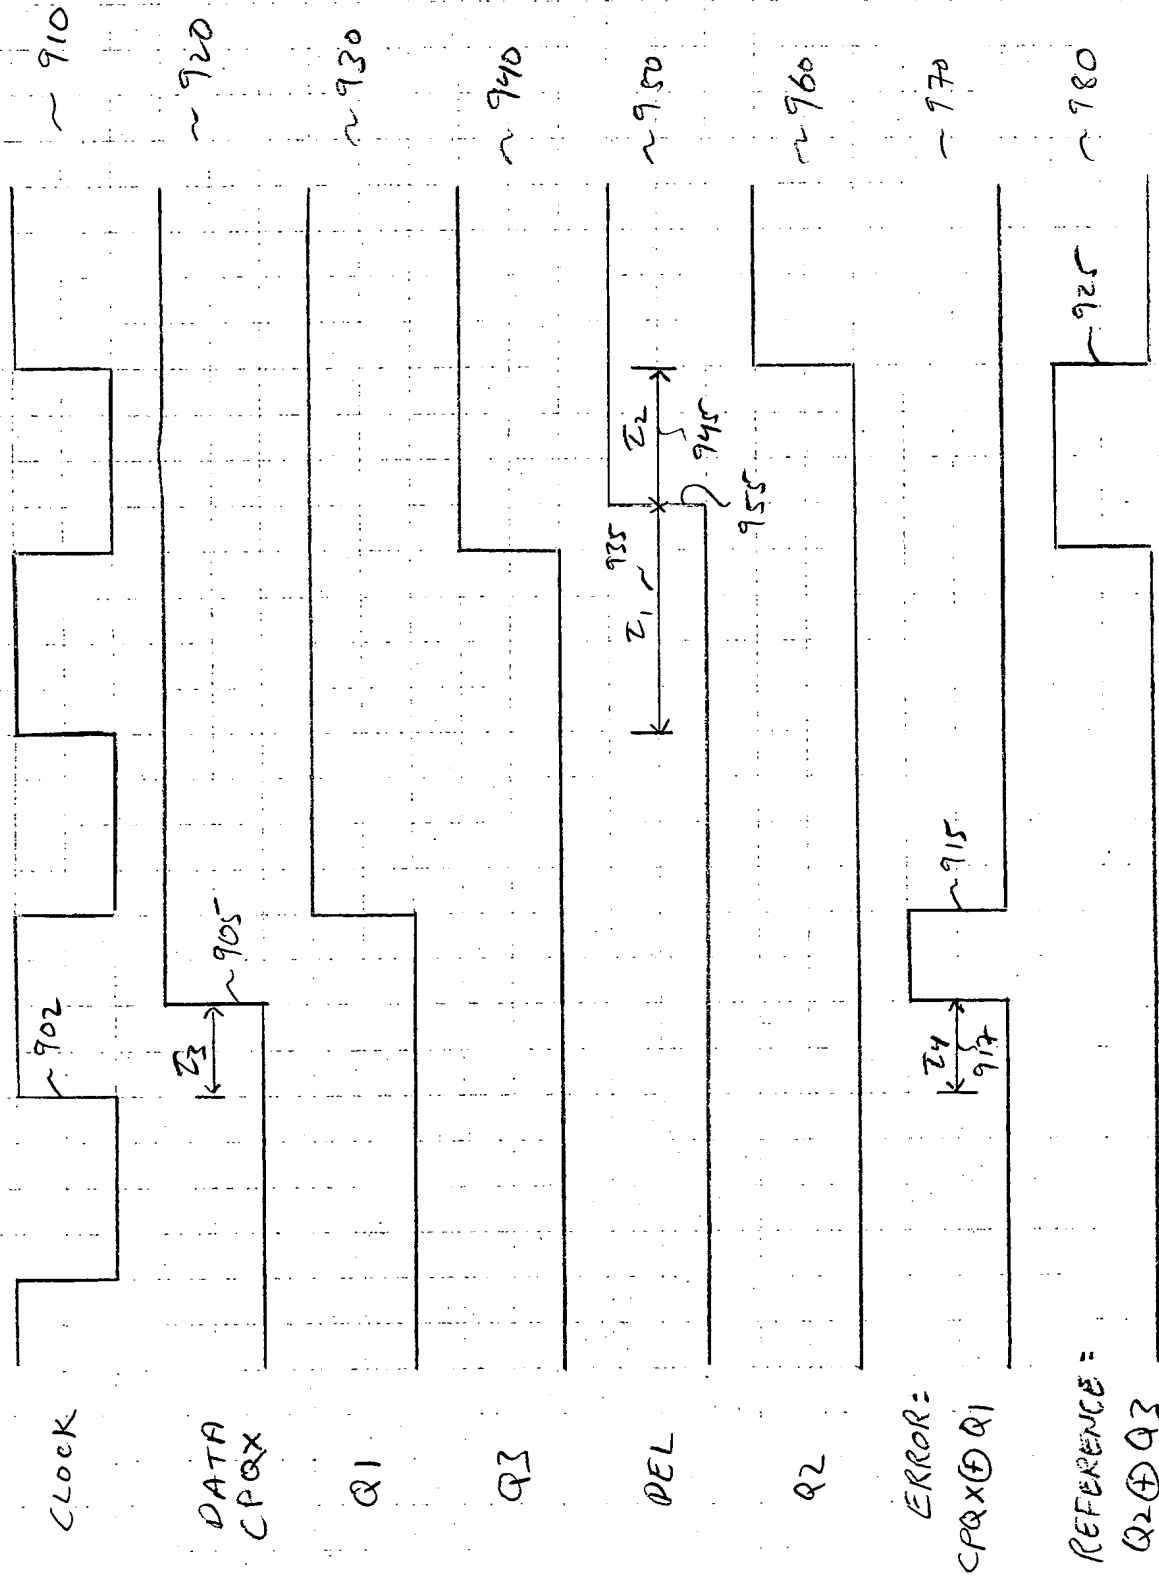 CLOCK
902
~ 910
DATA
CPQX
τ3
~905
~ 920
Q1
~930
Q3
~ 940
DEL
τ1
~ 935
τ2
945
955
~950
Q2
~960
ERROR =
CPQX⊕Q1
τ4
917
~915
~ 970
REFERENCE =
Q2⊕Q3
~925
~ 980